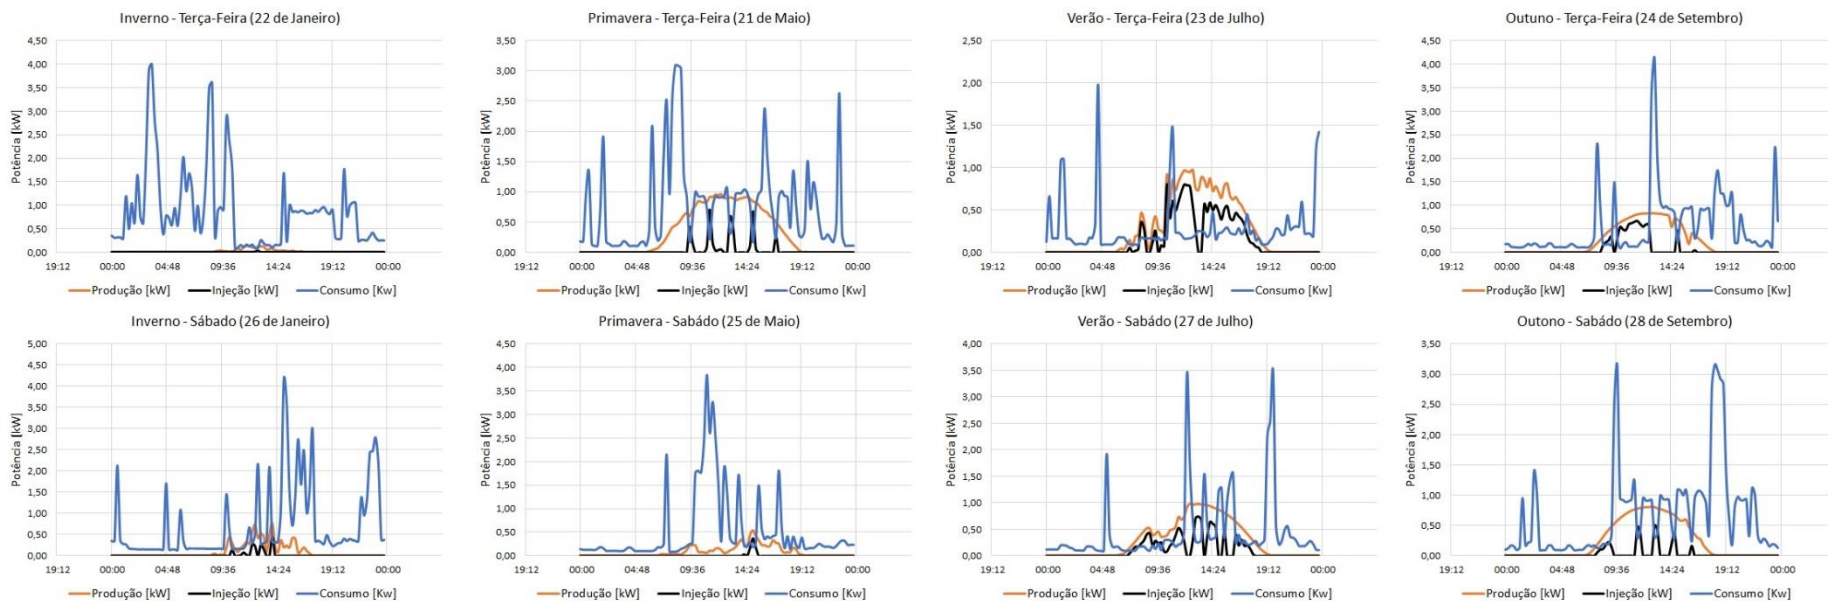 Inverno - Terça-Feira (22 de Janeiro)
Potência [kW]
4,50
4,00
3,50
3,00
2,50
2,00
1,50
1,00
0,50
0,00
19:12 00:00 04:48 09:36 14:24 19:12 00:00
Produção [kW] Injeção [kW] Consumo [Kw]
Primavera - Terça-Feira (21 de Maio)
Potência [kW]
3,50
3,00
2,50
2,00
1,50
1,00
0,50
0,00
19:12 00:00 04:48 09:36 14:24 19:12 00:00
Produção [kW] Injeção [kW] Consumo [Kw]
Verão - Terça-Feira (23 de Julho)
Potência [kW]
2,50
2,00
1,50
1,00
0,50
0,00
19:12 00:00 04:48 09:36 14:24 19:12 00:00
Produção [kW] Injeção [kW] Consumo [Kw]
Outuno - Terça-Feira (24 de Setembro)
Potência [kW]
4,50
4,00
3,50
3,00
2,50
2,00
1,50
1,00
0,50
0,00
19:12 00:00 04:48 09:36 14:24 19:12 00:00
Produção [kW] Injeção [kW] Consumo [Kw]
Inverno - Sábado (26 de Janeiro)
Potência [kW]
5,00
4,50
4,00
3,50
3,00
2,50
2,00
1,50
1,00
0,50
0,00
19:12 00:00 04:48 09:36 14:24 19:12 00:00
Produção [kW] Injeção [kW] Consumo [Kw]
Primavera - Sabádo (25 de Maio)
Potência [kW]
4,50
4,00
3,50
3,00
2,50
2,00
1,50
1,00
0,50
0,00
19:12 00:00 04:48 09:36 14:24 19:12 00:00
Produção [kW] Injeção [kW] Consumo [Kw]
Verão - Sabádo (27 de Julho)
Potência [kW]
4,00
3,50
3,00
2,50
2,00
1,50
1,00
0,50
0,00
19:12 00:00 04:48 09:36 14:24 19:12 00:00
Produção [kW] Injeção [kW] Consumo [Kw]
Outono - Sabádo (28 de Setembro)
Potência [kW]
3,50
3,00
2,50
2,00
1,50
1,00
0,50
0,00
19:12 00:00 04:48 09:36 14:24 19:12 00:00
Produção [kW] Injeção [kW] Consumo [Kw]